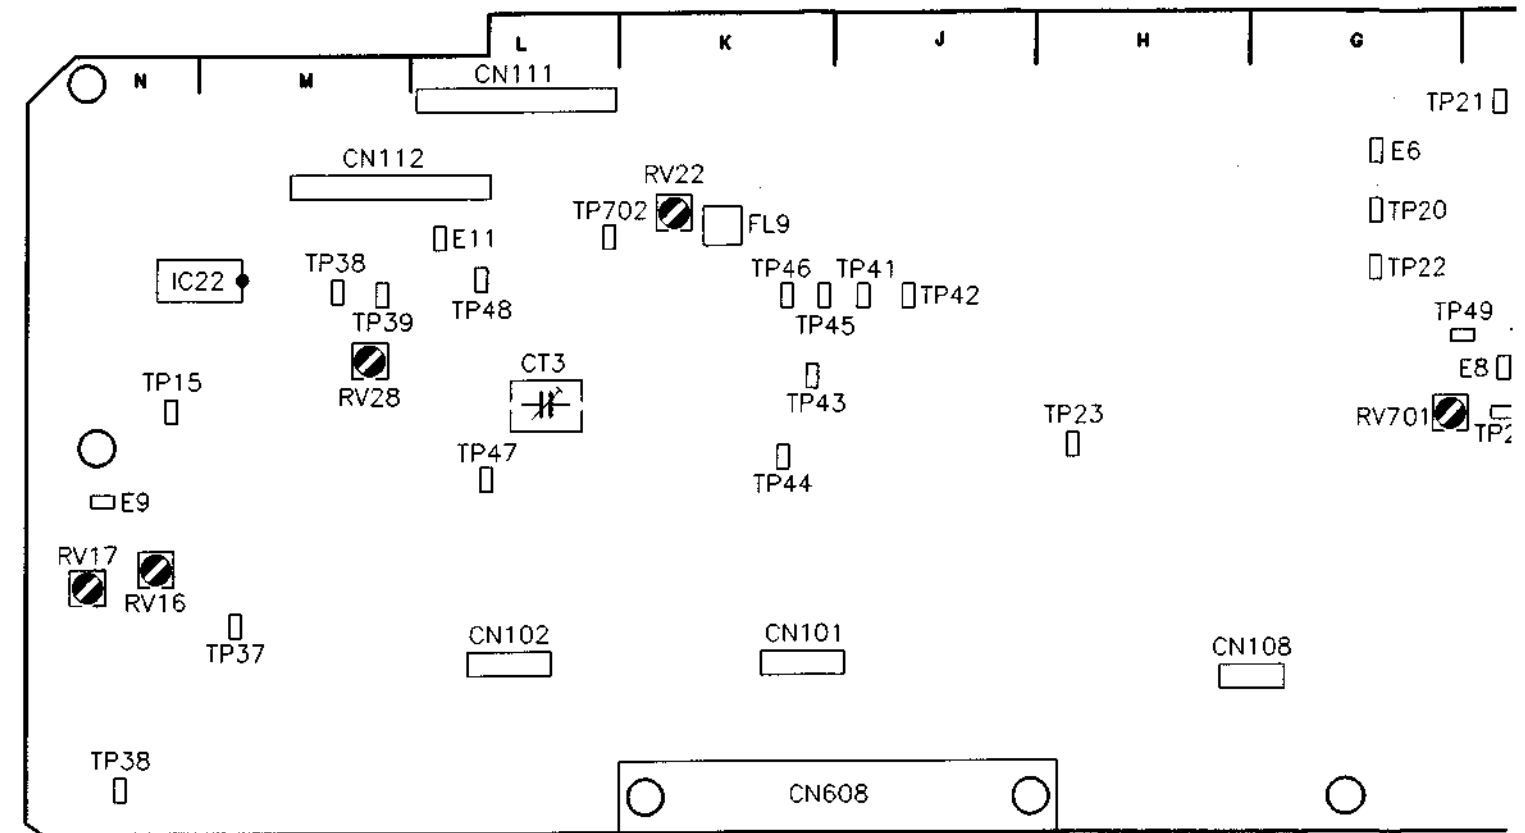 L K J H G
N M
CN111
TP21
E6
CN112
RV22
TP702
FL9
TP20
E11
TP38
IC22
TP46 TP41
TP42
TP22
TP48
TP39
TP45
TP49
CT3
E8
TP15
RV28
TP43
TP23
RV701
TP47
TP44
E9
RV17
RV16
CN102
CN101
CN108
TP37
TP38
CN608